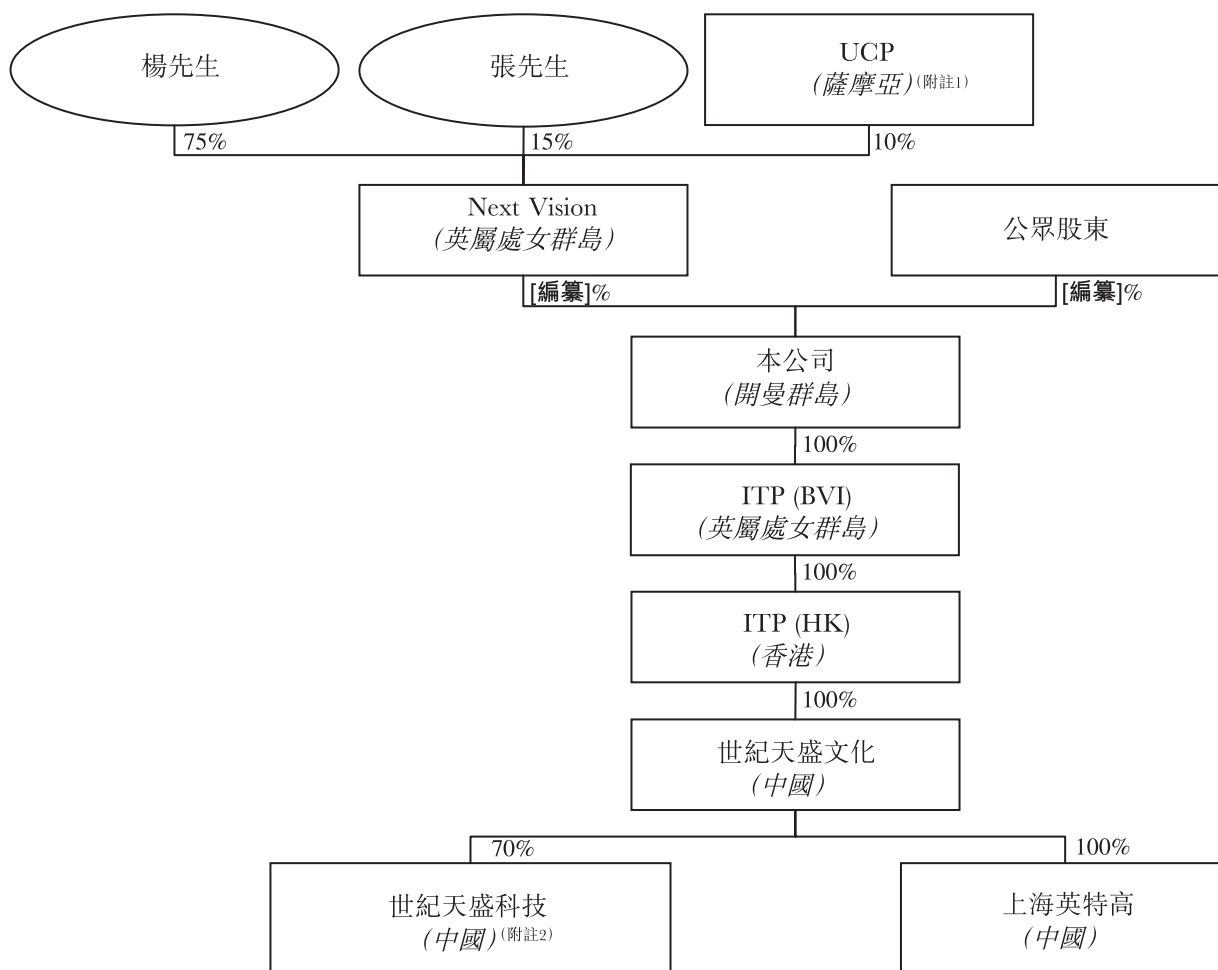 楊先生
張先生
UCP
(薩摩亞)(附註1)
75%
15%
10%
Next Vision
(英屬處女群島)
公眾股東
[編纂]%
[編纂]%
本公司
(開曼群島)
100%
ITP (BVI)
(英屬處女群島)
100%
ITP (HK)
(香港)
100%
世紀天盛文化
(中國)
70%
100%
世紀天盛科技
(中國)(附註2)
上海英特高
(中國)